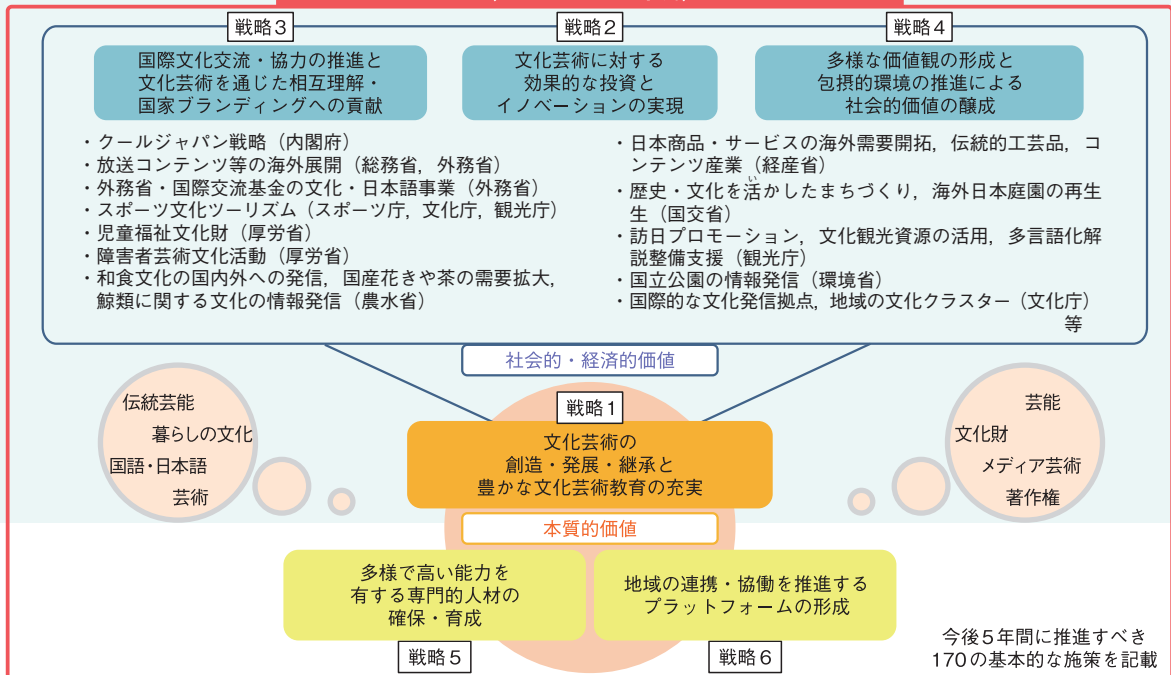 戦略3
国際文化交流・協力の推進と
文化芸術を通じた相互理解・
国家ブランディングへの貢献
戦略2
文化芸術に対する
効果的な投資と
イノベーションの実現
戦略4
多様な価値観の形成と
包摂的環境の推進による
社会的価値の醸成
・クールジャパン戦略（内閣府）
・放送コンテンツ等の海外展開（総務省，外務省）
・外務省・国際交流基金の文化・日本語事業（外務省）
・スポーツ文化ツーリズム（スポーツ庁，文化庁，観光庁）
・児童福祉文化財（厚労省）
・障害者芸術文化活動（厚労省）
・和食文化の国内外への発信，国産花きや茶の需要拡大，
鯨類に関する文化の情報発信（農水省）
・日本商品・サービスの海外需要開拓，伝統的工芸品，コ
ンテンツ産業（経産省）
い
・歴史・文化を活かしたまちづくり，海外日本庭園の再生
生（国交省）
・訪日プロモーション，文化観光資源の活用，多言語化解
説整備支援（観光庁）
・国立公園の情報発信（環境省）
・国際的な文化発信拠点，地域の文化クラスター（文化庁）
等
社会的・経済的価値
伝統芸能
暮らしの文化
国語・日本語
芸術
戦略1
文化芸術の
創造・発展・継承と
豊かな文化芸術教育の充実
芸能
文化財
メディア芸術
著作権
本質的価値
多様で高い能力を
有する専門的人材の
確保・育成
戦略5
地域の連携・協働を推進する
プラットフォームの形成
戦略6
今後5年間に推進すべき
170の基本的な施策を記載